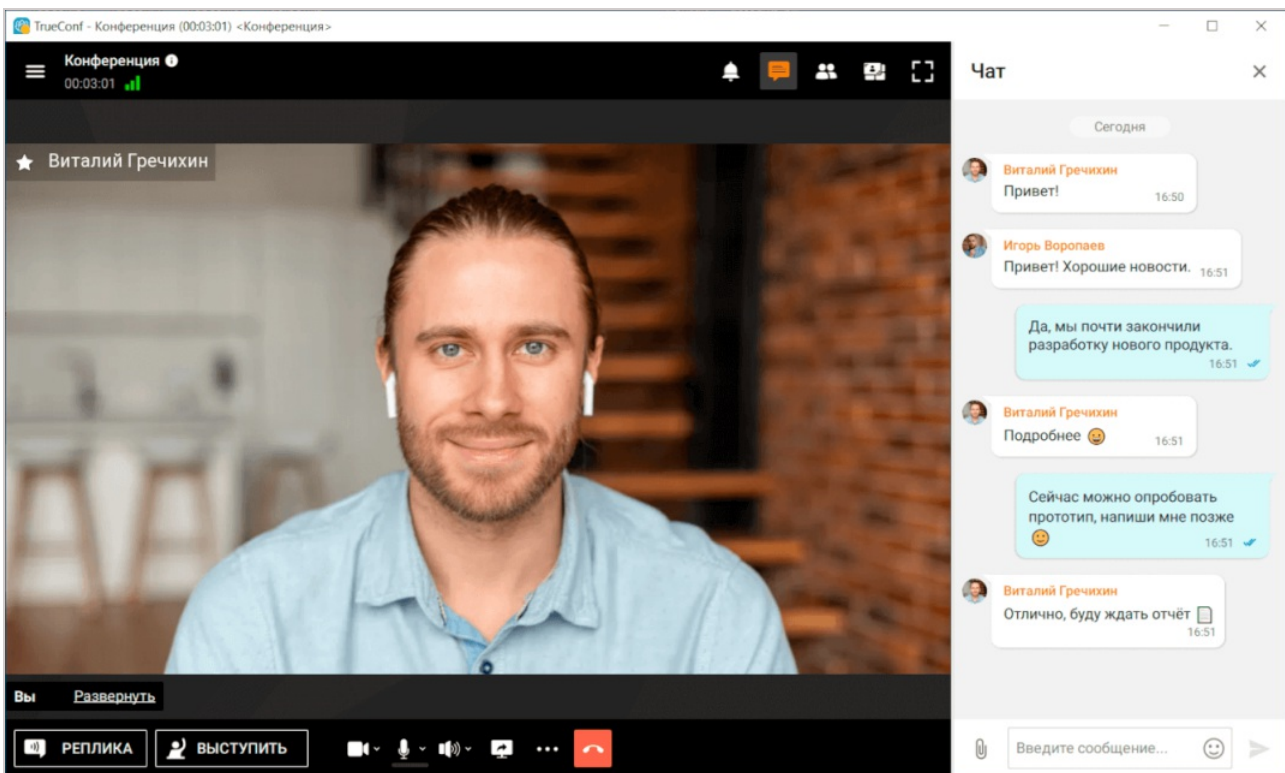 TrueConf - Конференция (00:03:01) <Конференция>
Конференция
00:03:01
Виталий Гречихин
Вы Развернуть
РЕПЛИКА ВЫСТУПИТЬ
Чат
Сегодня
Виталий Гречихин
Привет!
16:50
Игорь Воропаев
Привет! Хорошие новости. 16:51
Да, мы почти закончили
разработку нового продукта.
16:51
Виталий Гречихин
Подробнее 😀 16:51
Сейчас можно опробовать
прототип, напиши мне позже
🙂 16:51
Виталий Гречихин
Отлично, буду ждать отчёт
16:51
Введите сообщение...